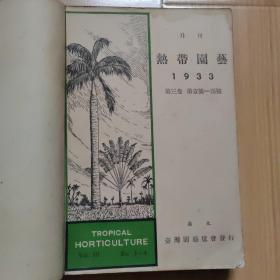 月刊
熱帶園藝
1933
第三卷 第壹號—四號
臺北
臺灣園藝協會發行
TROPICAL
HORTICULTURE
Vol. III No. 1-4